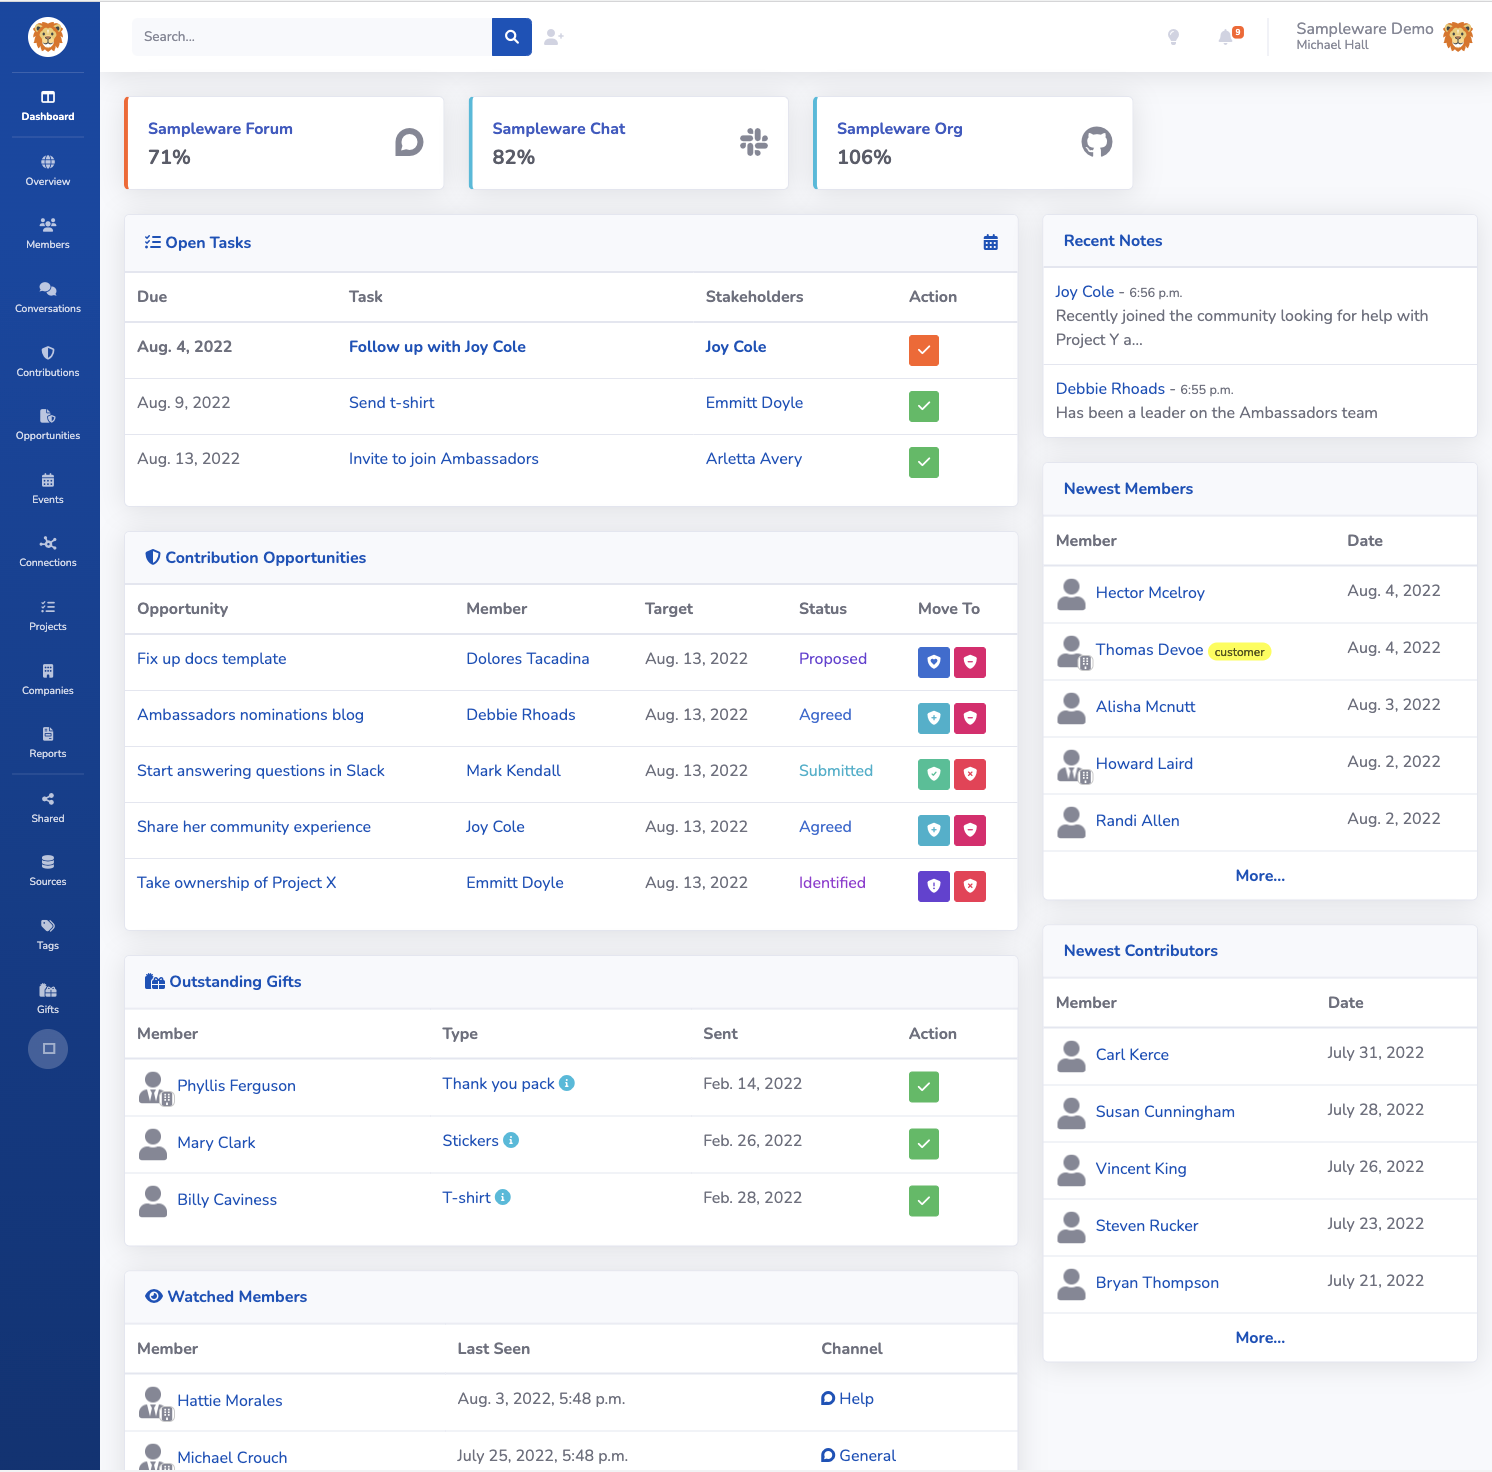 Search...
9
Sampleware Demo
Michael Hall
Dashboard
Overview
Members
Conversations
Contributions
Opportunities
Events
Connections
Projects
Companies
Reports
Shared
Sources
Tags
Gifts
Sampleware Forum
71%
Sampleware Chat
82%
Sampleware Org
106%
Open Tasks
Due Task Stakeholders Action
Aug. 4, 2022 Follow up with Joy Cole Joy Cole
Aug. 9, 2022 Send t-shirt Emmitt Doyle
Aug. 13, 2022 Invite to join Ambassadors Arletta Avery
Contribution Opportunities
Opportunity Member Target Status Move To
Fix up docs template Dolores Tacadina Aug. 13, 2022 Proposed
Ambassadors nominations blog Debbie Rhoads Aug. 13, 2022 Agreed
Start answering questions in Slack Mark Kendall Aug. 13, 2022 Submitted
Share her community experience Joy Cole Aug. 13, 2022 Agreed
Take ownership of Project X Emmitt Doyle Aug. 13, 2022 Identified
Outstanding Gifts
Member Type Sent Action
Phyllis Ferguson Thank you pack Feb. 14, 2022
Mary Clark Stickers Feb. 26, 2022
Billy Caviness T-shirt Feb. 28, 2022
Watched Members
Member Last Seen Channel
Hattie Morales Aug. 3, 2022, 5:48 p.m. Help
Michael Crouch July 25, 2022, 5:48 p.m. General
Recent Notes
Joy Cole - 6:56 p.m.
Recently joined the community looking for help with
Project Y a...
Debbie Rhoads - 6:55 p.m.
Has been a leader on the Ambassadors team
Newest Members
Member Date
Hector Mcelroy Aug. 4, 2022
Thomas Devoe customer Aug. 4, 2022
Alisha Mcnutt Aug. 3, 2022
Howard Laird Aug. 2, 2022
Randi Allen Aug. 2, 2022
More...
Newest Contributors
Member Date
Carl Kerce July 31, 2022
Susan Cunningham July 28, 2022
Vincent King July 26, 2022
Steven Rucker July 23, 2022
Bryan Thompson July 21, 2022
More...